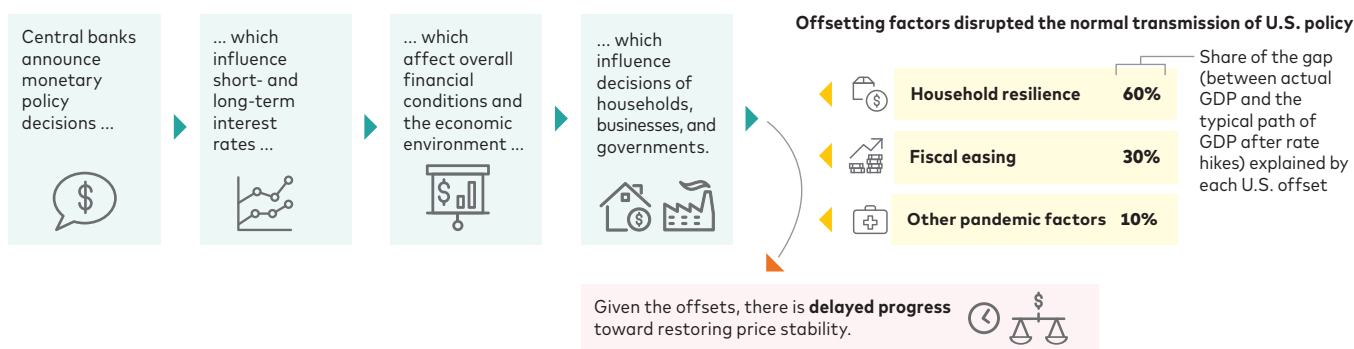 Central banks
announce
monetary
policy
decisions ...
... which
influence
short- and
long-term
interest
rates ...
... which
affect overall
financial
conditions and
the economic
environment ...
... which
influence
decisions of
households,
businesses, and
governments.
Offsetting factors disrupted the normal transmission of U.S. policy
Household resilience 60%
Fiscal easing 30%
Other pandemic factors 10%
Share of the gap
(between actual
GDP and the
typical path of
GDP after rate
hikes) explained by
each U.S. offset
Given the offsets, there is delayed progress
toward restoring price stability.
$
$
$
$
$